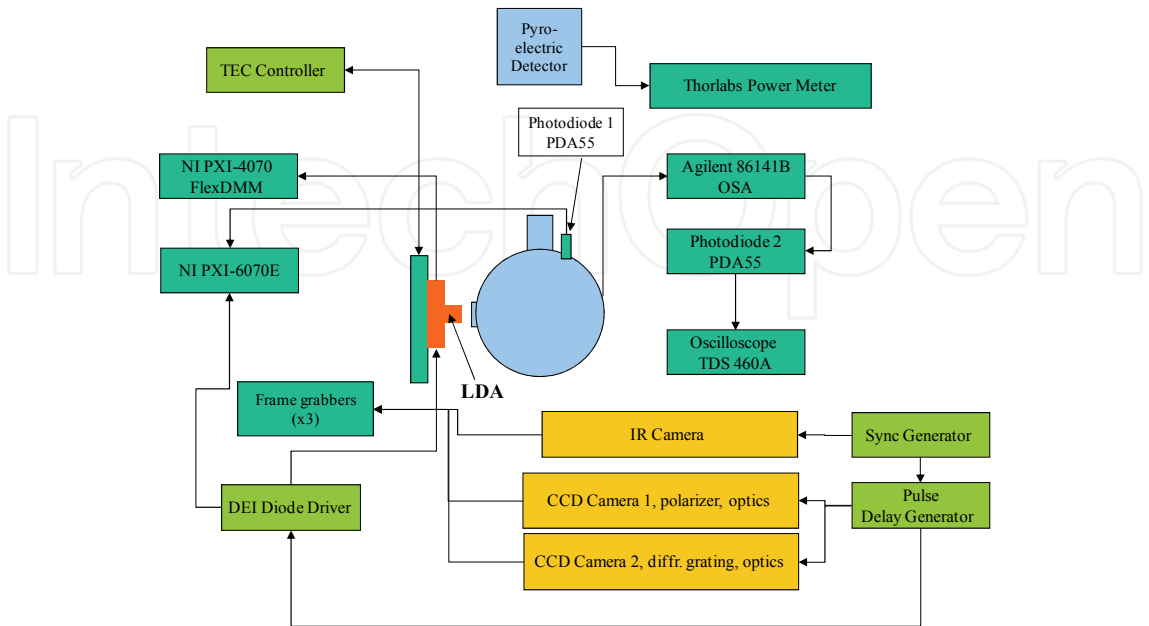 Pyro-
electric
Detector
TEC Controller
Thorlabs Power Meter
Photodiode 1
PDA55
NI PXI-4070
FlexDMM
Agilent 86141B
OSA
NI PXI-6070E
Photodiode 2
PDA55
Oscilloscope
TDS 460A
LDA
Frame grabbers
(x3)
IR Camera
Sync Generator
DEI Diode Driver
CCD Camera 1, polarizer, optics
Pulse
Delay Generator
CCD Camera 2, diffr. grating, optics
IntechOpen